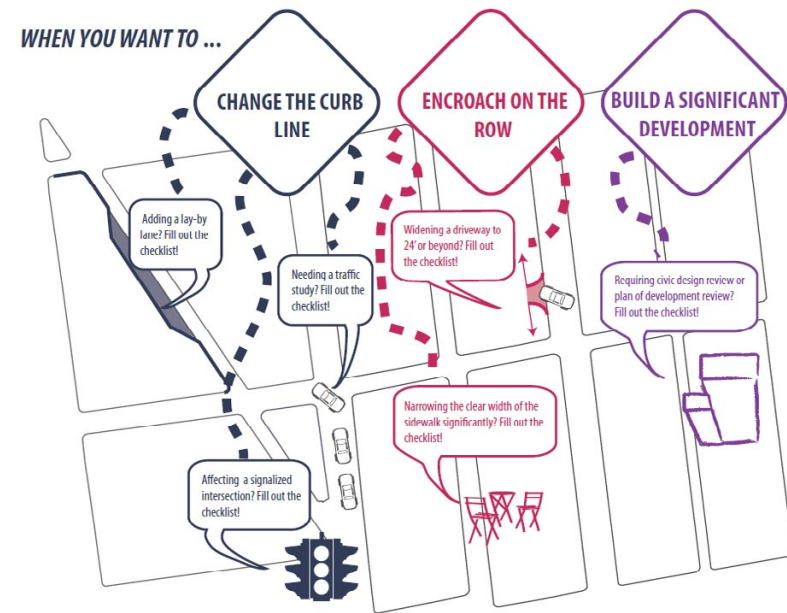 WHEN YOU WANT TO ...
CHANGE THE CURB
LINE
ENCROACH ON THE
ROW
BUILD A SIGNIFICANT
DEVELOPMENT
Adding a lay-by
lane? Fill out the
checklist!
Needing a traffic
study? Fill out the
checklist!
Affecting a signalized
intersection? Fill out the
checklist!
Widening a driveway to
24' or beyond? Fill out
the checklist!
Narrowing the clear width of the
sidewalk significantly? Fill out the
checklist!
Requiring civic design review or
plan of development review?
Fill out the checklist!